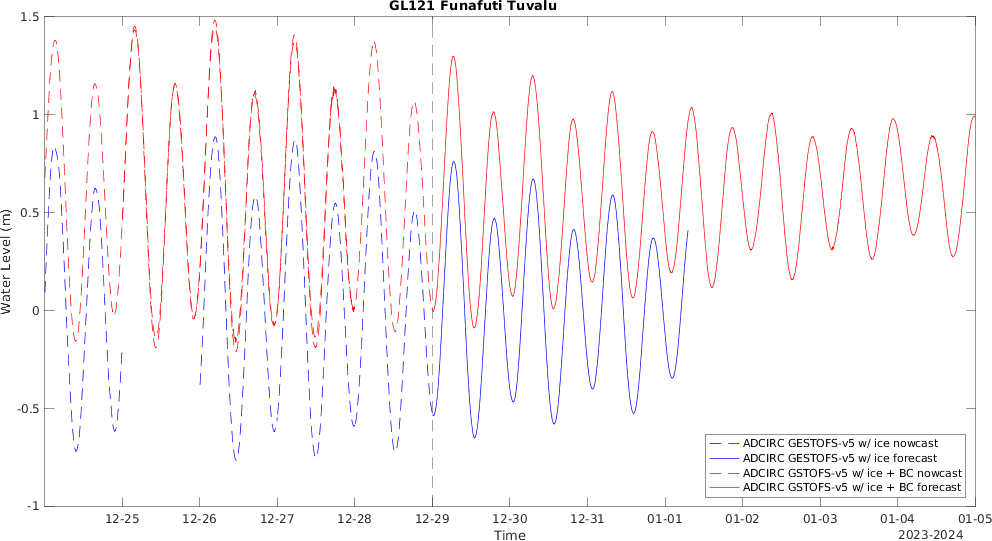 GL121 Funafuti Tuvalu
1.5
1
0.5
0
-0.5
-1
Water Level (m)
ADCIRC GESTOFS-v5 w/ ice nowcast
ADCIRC GESTOFS-v5 w/ ice forecast
ADCIRC GSTOFS-v5 w/ ice + BC nowcast
ADCIRC GSTOFS-v5 w/ ice + BC forecast
12-25 12-26 12-27 12-28 12-29 12-30 12-31 01-01 01-02 01-03 01-04 01-05
Time
2023-2024